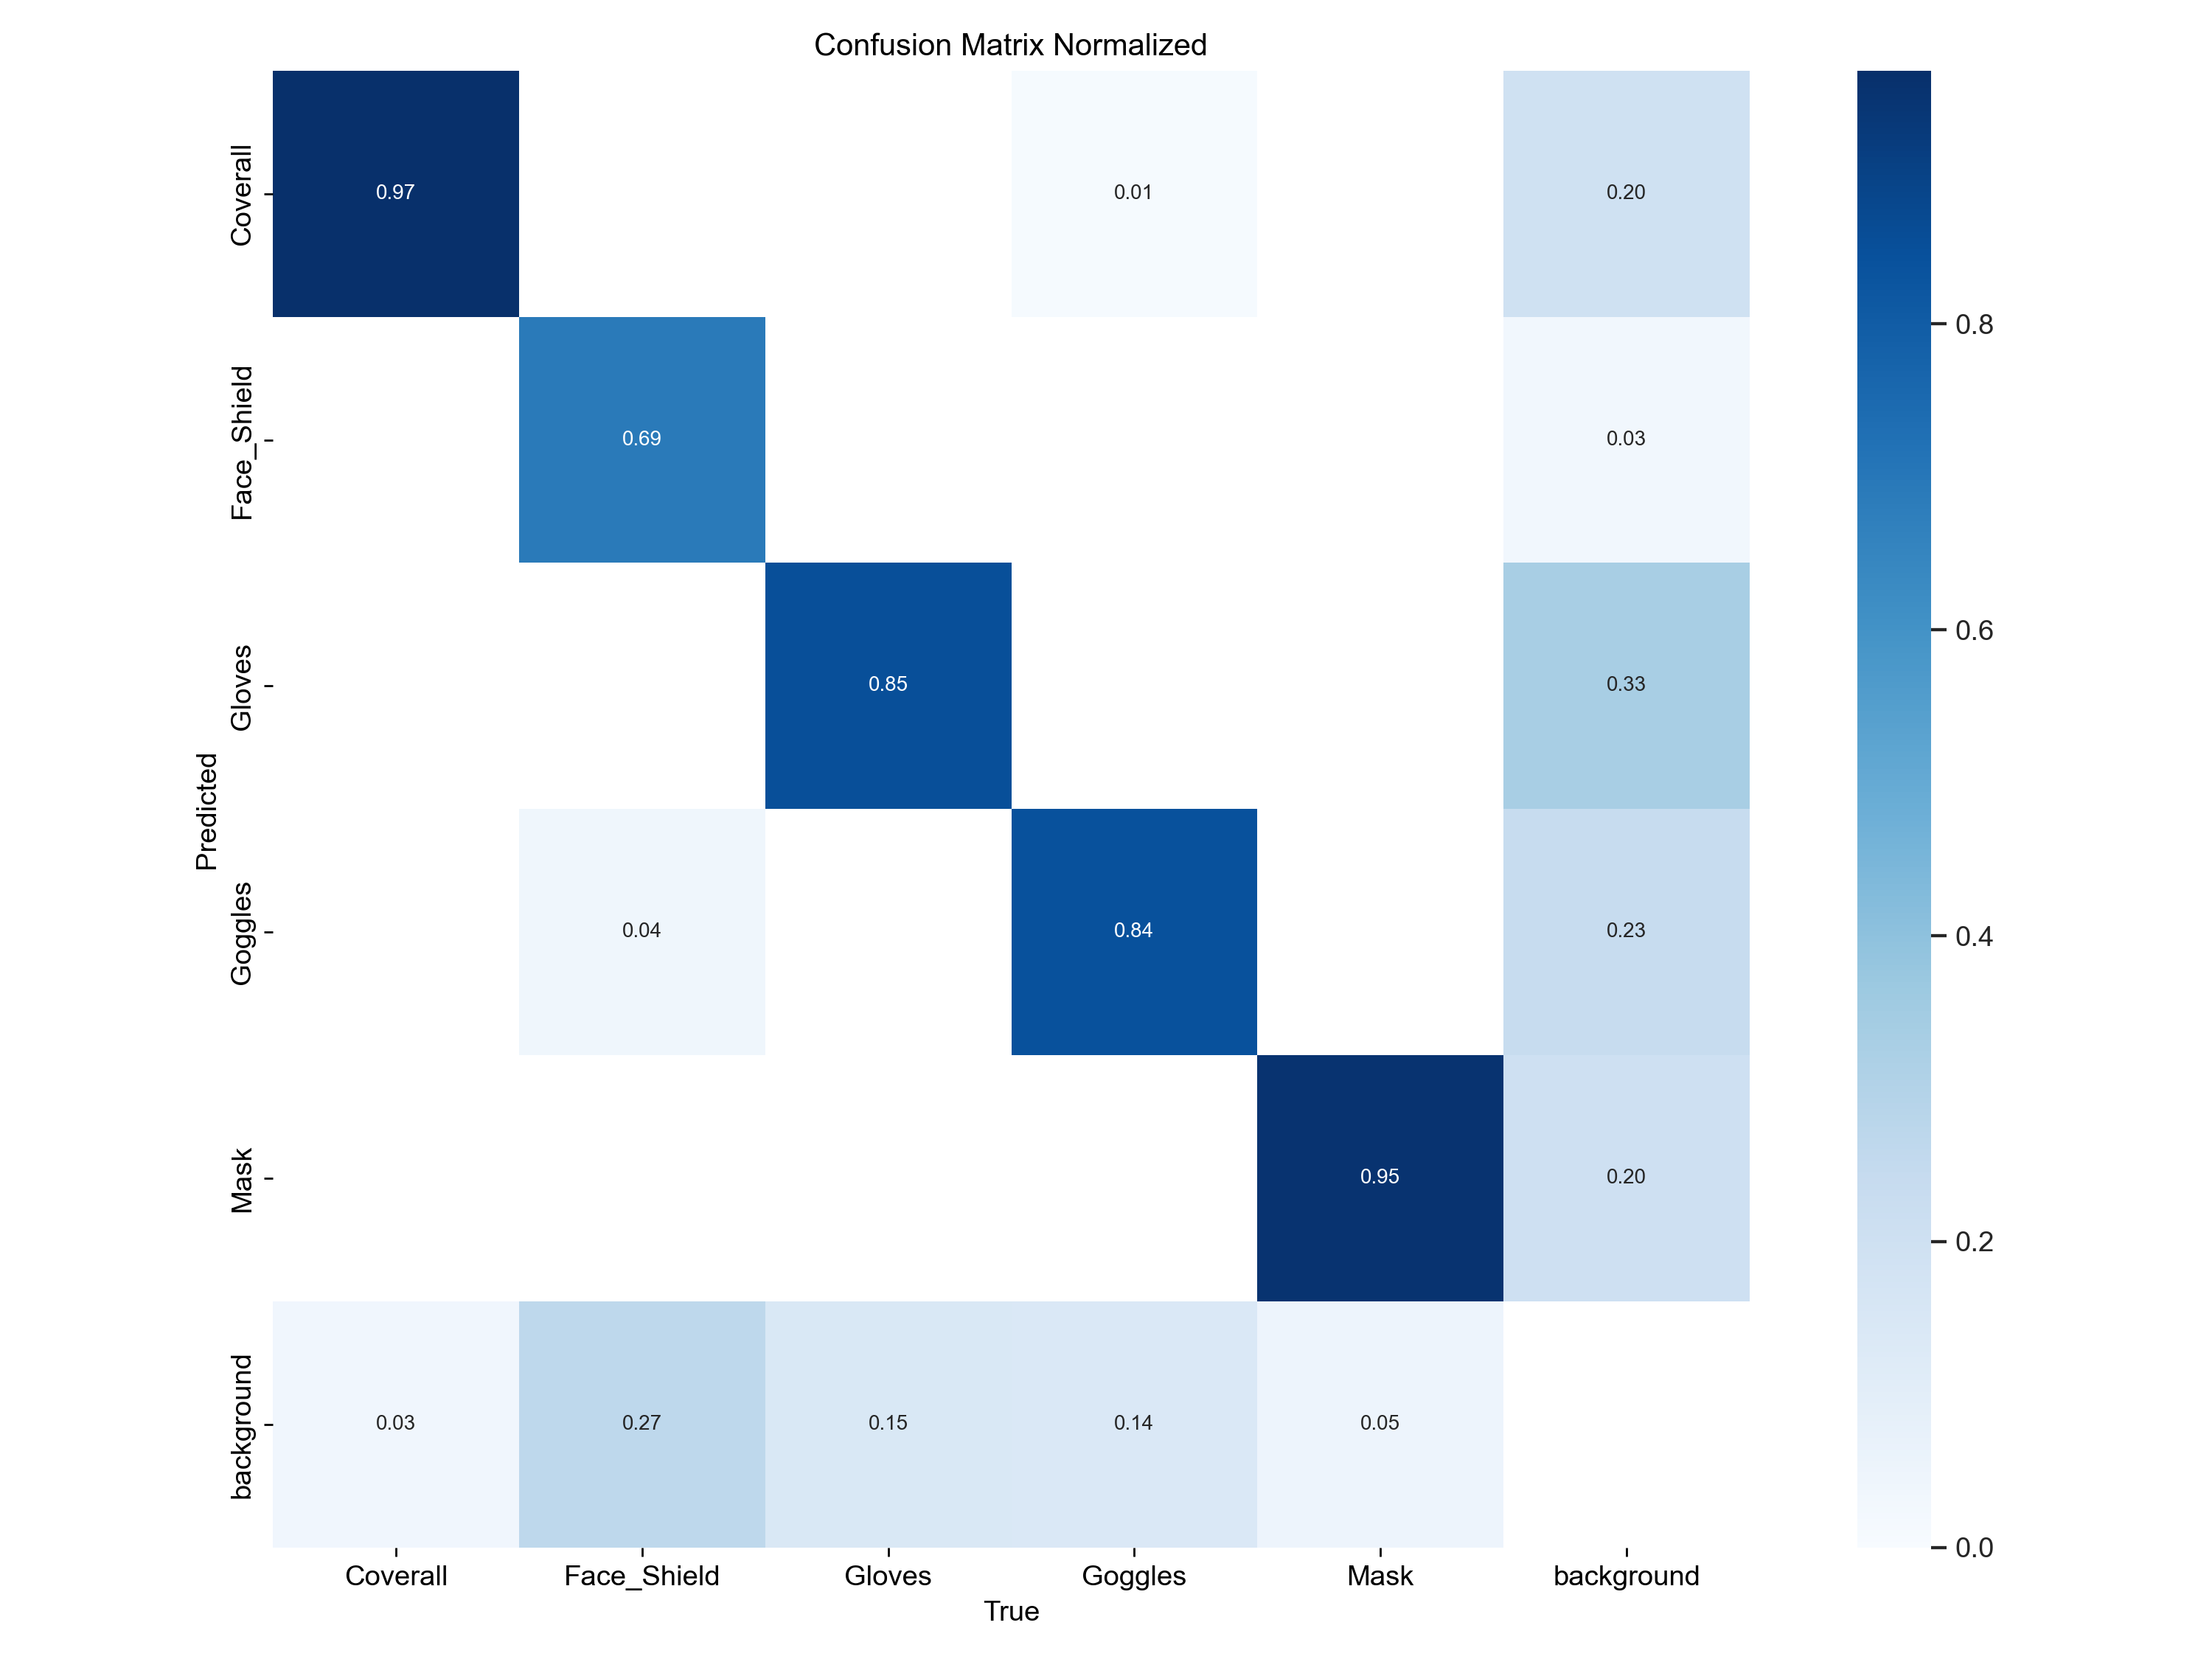 Confusion Matrix Normalized
Predicted
Coverall
0.97
0.01
0.20
Face_Shield
0.69
0.03
Gloves
0.85
0.33
Goggles
0.04
0.84
0.23
Mask
0.95
0.20
background
0.03
0.27
0.15
0.14
0.05
Coverall
Face_Shield
Gloves
Goggles
Mask
background
True
0.8
0.6
0.4
0.2
0.0